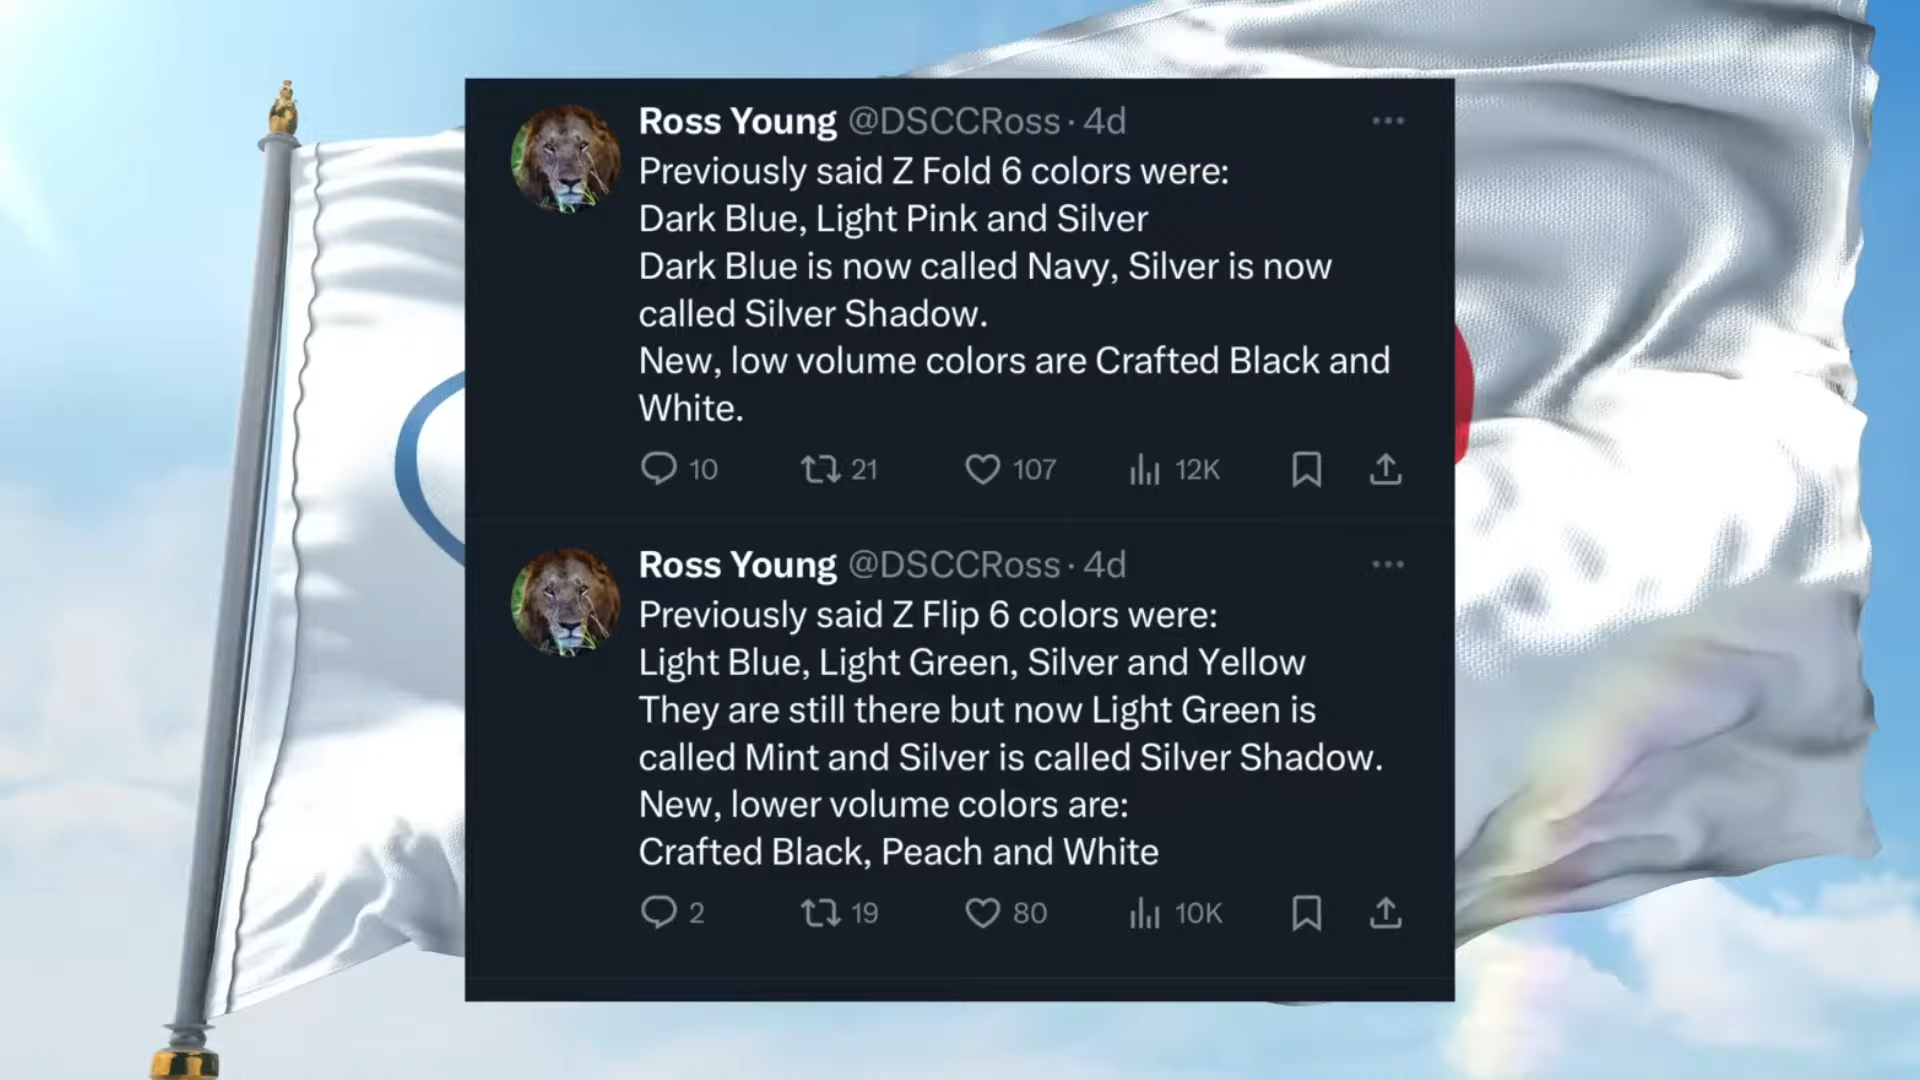 Ross Young @DSCCRoss · 4d
Previously said Z Fold 6 colors were:
Dark Blue, Light Pink and Silver
Dark Blue is now called Navy, Silver is now
called Silver Shadow.
New, low volume colors are Crafted Black and
White.
10 21 107 12K
Ross Young @DSCCRoss · 4d
Previously said Z Flip 6 colors were:
Light Blue, Light Green, Silver and Yellow
They are still there but now Light Green is
called Mint and Silver is called Silver Shadow.
New, lower volume colors are:
Crafted Black, Peach and White
2 19 80 10K